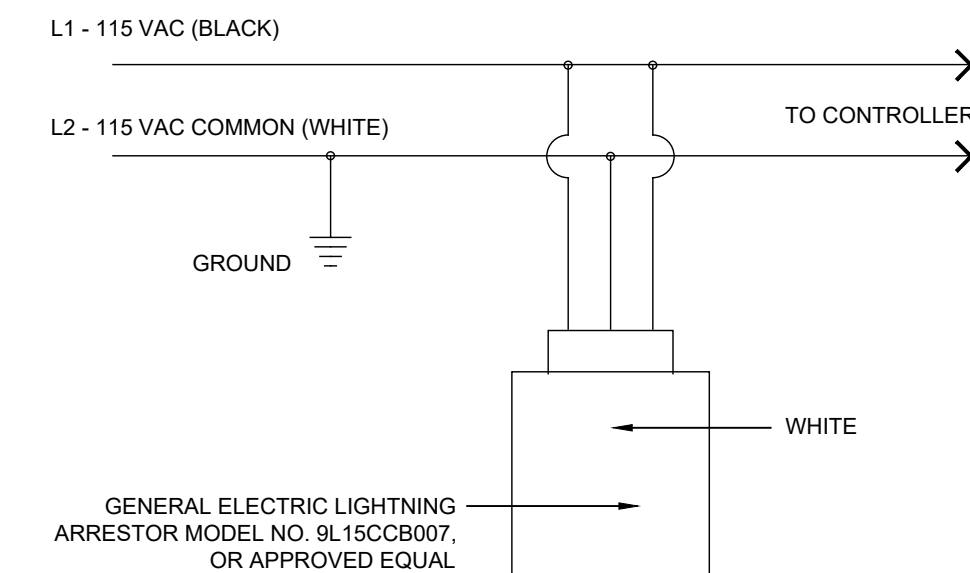 L1 - 115 VAC (BLACK)
L2 - 115 VAC COMMON (WHITE)
TO CONTROLLER
GROUND
WHITE
GENERAL ELECTRIC LIGHTNING
ARRESTOR MODEL NO. 9L15CCB007,
OR APPROVED EQUAL